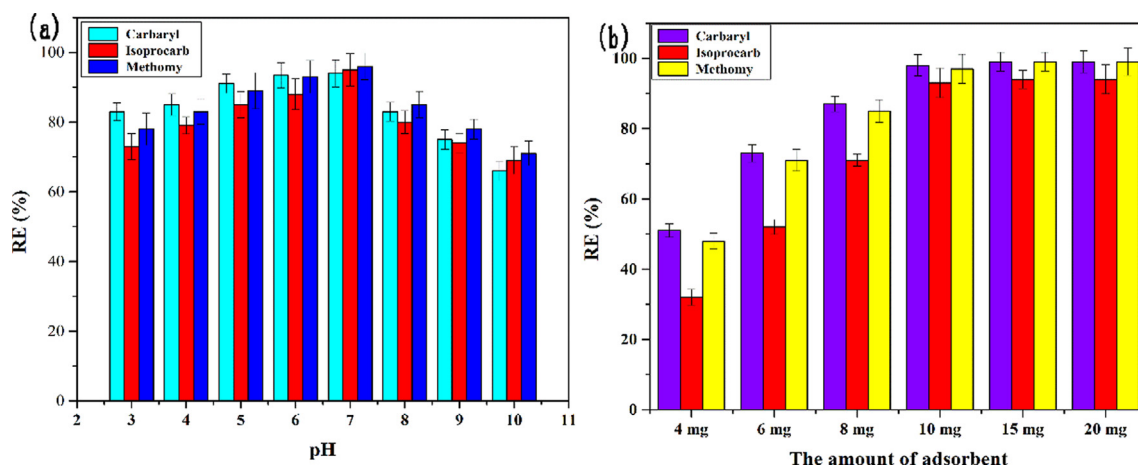 (a)
Carbaryl
Isoprocarb
Methomy
100
80
60
40
20
0
RE (%)
2 3 4 5 6 7 8 9 10 11
pH
(b)
Carbaryl
Isoprocarb
Methomy
100
80
60
40
20
0
RE (%)
4 mg 6 mg 8 mg 10 mg 15 mg 20 mg
The amount of adsorbent